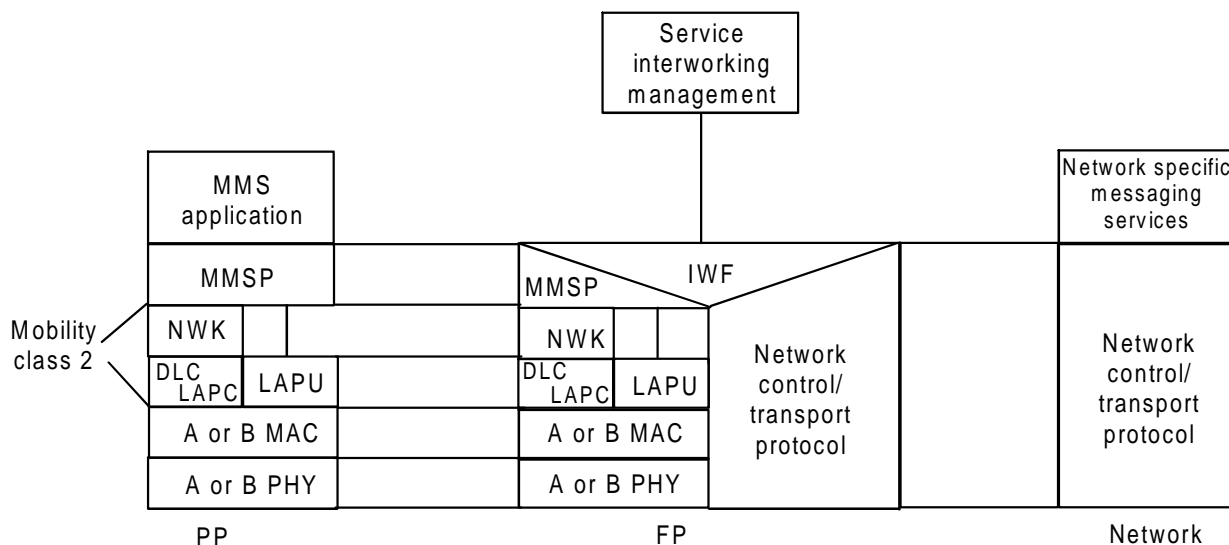 Service
interworking
management
MMS
application
Network specific
messaging
services
MMSP
MMSP
IWF
Mobility
class 2
NWK
NWK
DLC
LAPC
LAPU
DLC
LAPC
LAPU
Network
control/
transport
protocol
Network
control/
transport
protocol
A or B MAC
A or B MAC
A or B PHY
A or B PHY
PP
FP
Network